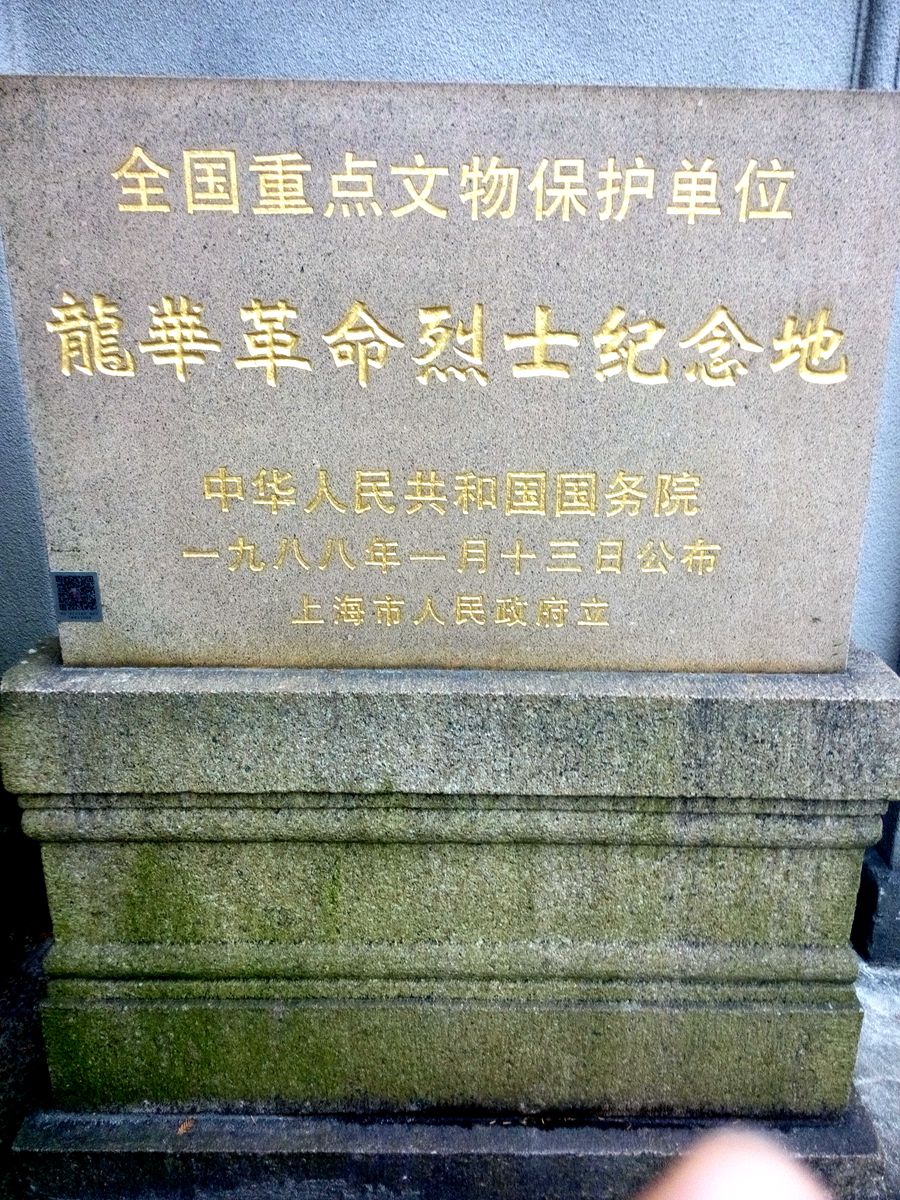 全国重点文物保护单位
龍華革命烈士纪念地
中华人民共和国国务院
一九八八年一月十三日公布
上海市人民政府立